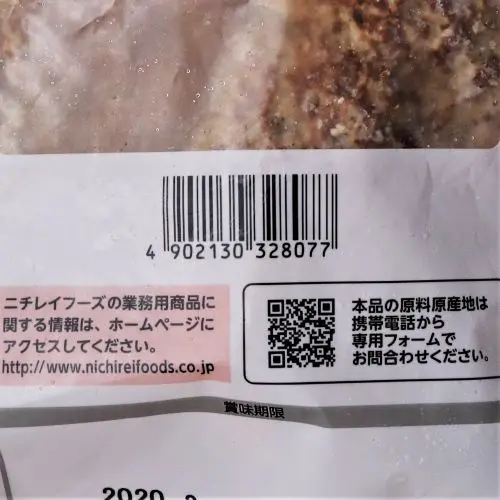 4 902130 328077
ニチレイフーズの業務用商品に
関する情報は、ホームページに
アクセスしてください。
http://www.nichireifoods.co.jp
本品の原料原産地は
携帯電話から
専用フォームで
お問合わせください。
賞味期限
2020